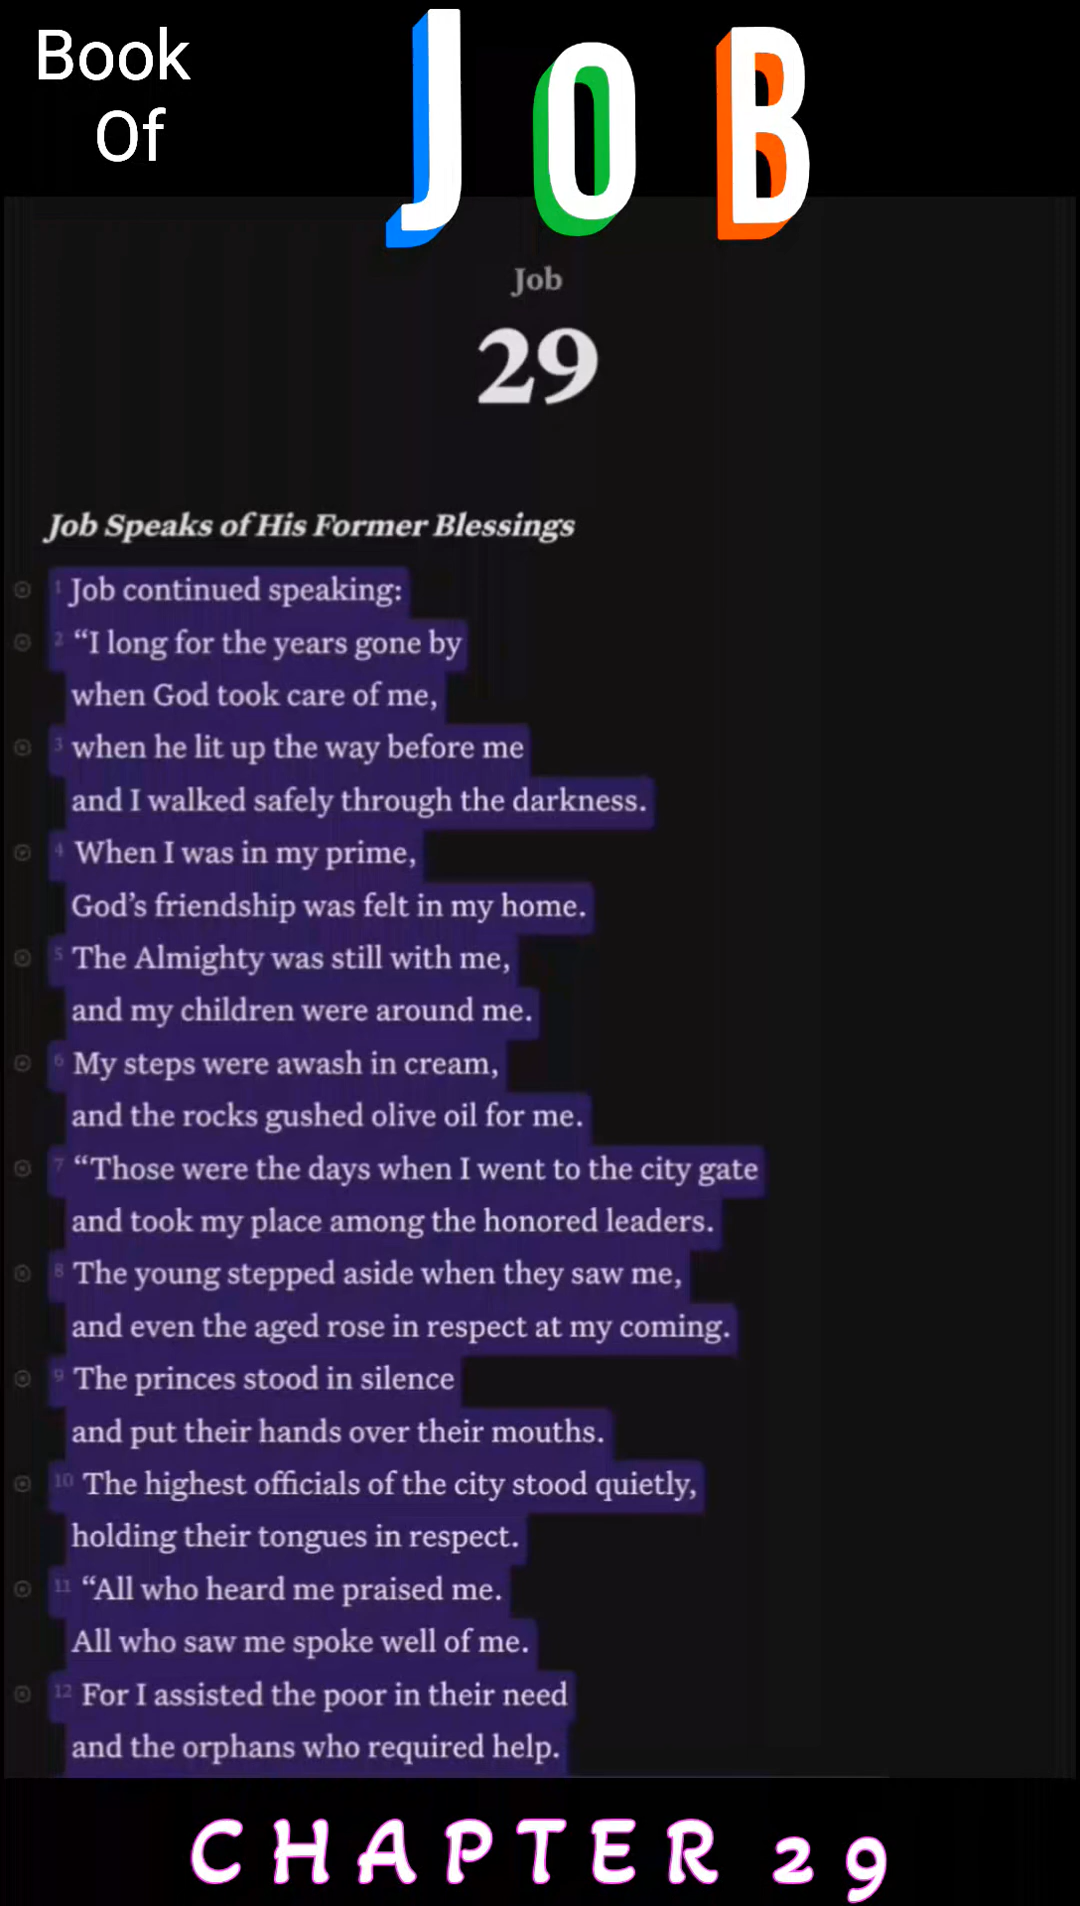 Book
Of
JOB
Job
29
Job Speaks of His Former Blessings
1 Job continued speaking:
2 “I long for the years gone by
when God took care of me,
3 when he lit up the way before me
and I walked safely through the darkness.
4 When I was in my prime,
God’s friendship was felt in my home.
5 The Almighty was still with me,
and my children were around me.
6 My steps were awash in cream,
and the rocks gushed olive oil for me.
7 “Those were the days when I went to the city gate
and took my place among the honored leaders.
8 The young stepped aside when they saw me,
and even the aged rose in respect at my coming.
9 The princes stood in silence
and put their hands over their mouths.
10 The highest officials of the city stood quietly,
holding their tongues in respect.
11 “All who heard me praised me.
All who saw me spoke well of me.
12 For I assisted the poor in their need
and the orphans who required help.
CHAPTER 29